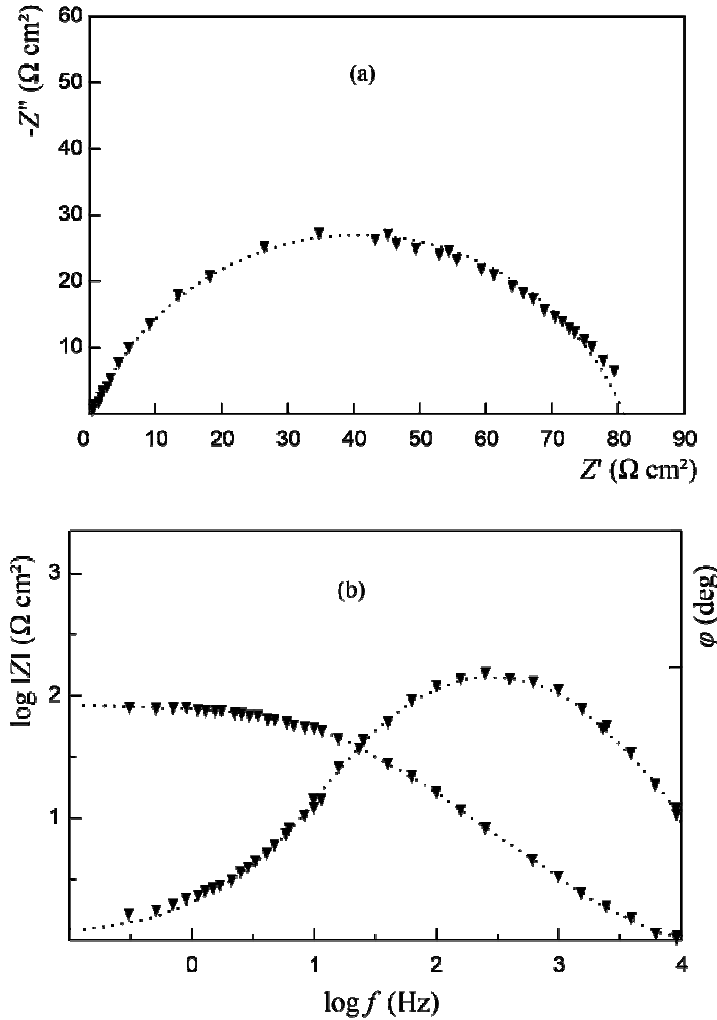 60
50
40
30
20
10
-Z" (Ω cm²)
(a)
0 10 20 30 40 50 60 70 80 90
Z' (Ω cm²)
3
2
1
log IZI (Ω cm²)
(b)
φ (deg)
0 1 2 3 4
log f (Hz)